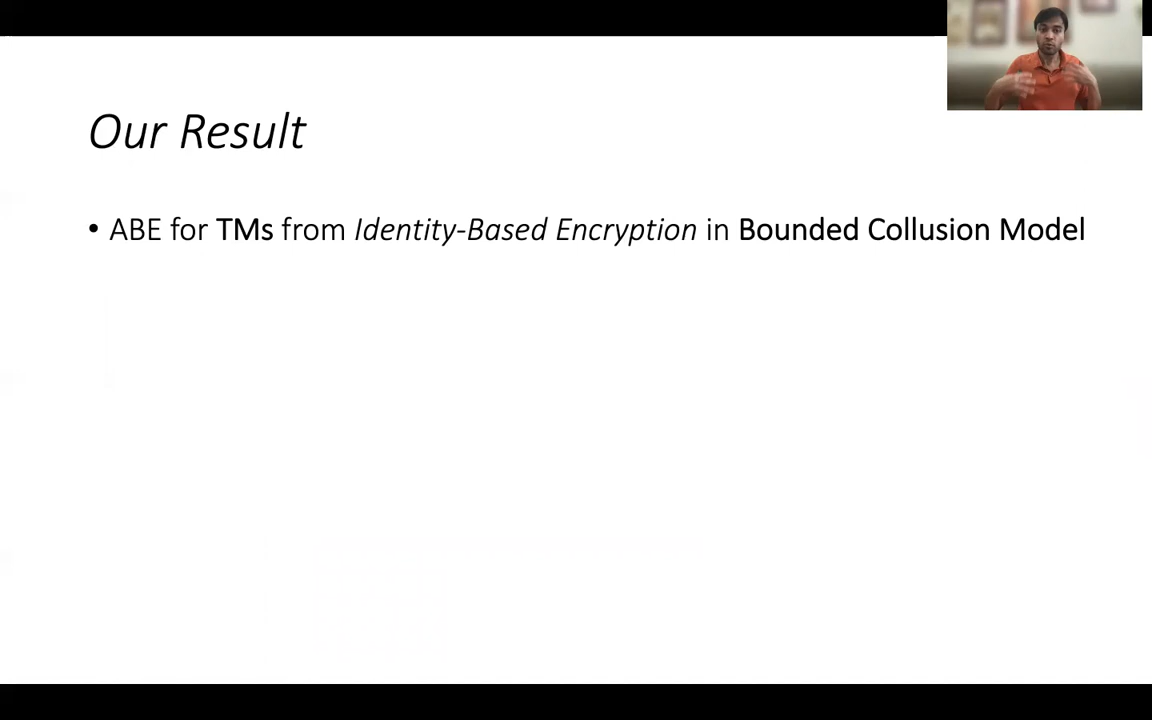 Our Result
• ABE for TMs from Identity-Based Encryption in Bounded Collusion Model